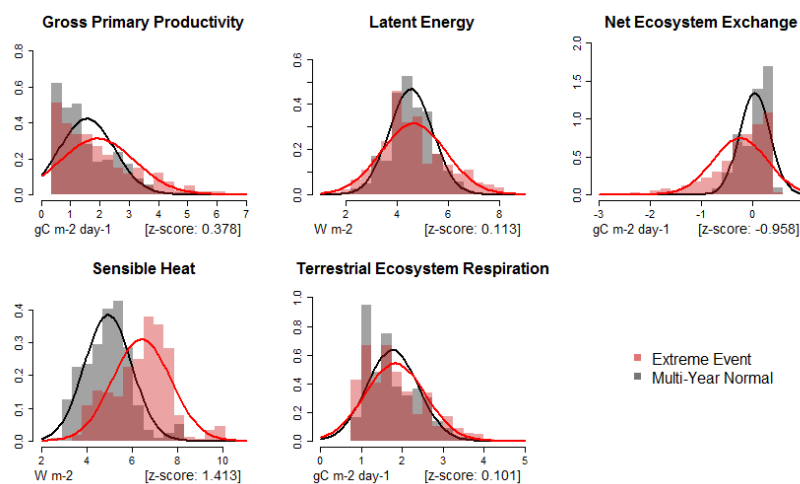 Gross Primary Productivity
0.0 0.2 0.4 0.6 0.8
0 1 2 3 4 5 6 7
gC m-2 day-1 [z-score: 0.378]
Latent Energy
0.0 0.2 0.4 0.6
2 4 6 8
W m-2 [z-score: 0.113]
Net Ecosystem Exchange
0.0 0.5 1.0 1.5 2.0
-3 -2 -1 0
gC m-2 day-1 [z-score: -0.958]
Sensible Heat
0.0 0.1 0.2 0.3 0.4
2 4 6 8 10
W m-2 [z-score: 1.413]
Terrestrial Ecosystem Respiration
0.0 0.2 0.4 0.6 0.8 1.0
0 1 2 3 4 5
gC m-2 day-1 [z-score: 0.101]
Extreme Event
Multi-Year Normal